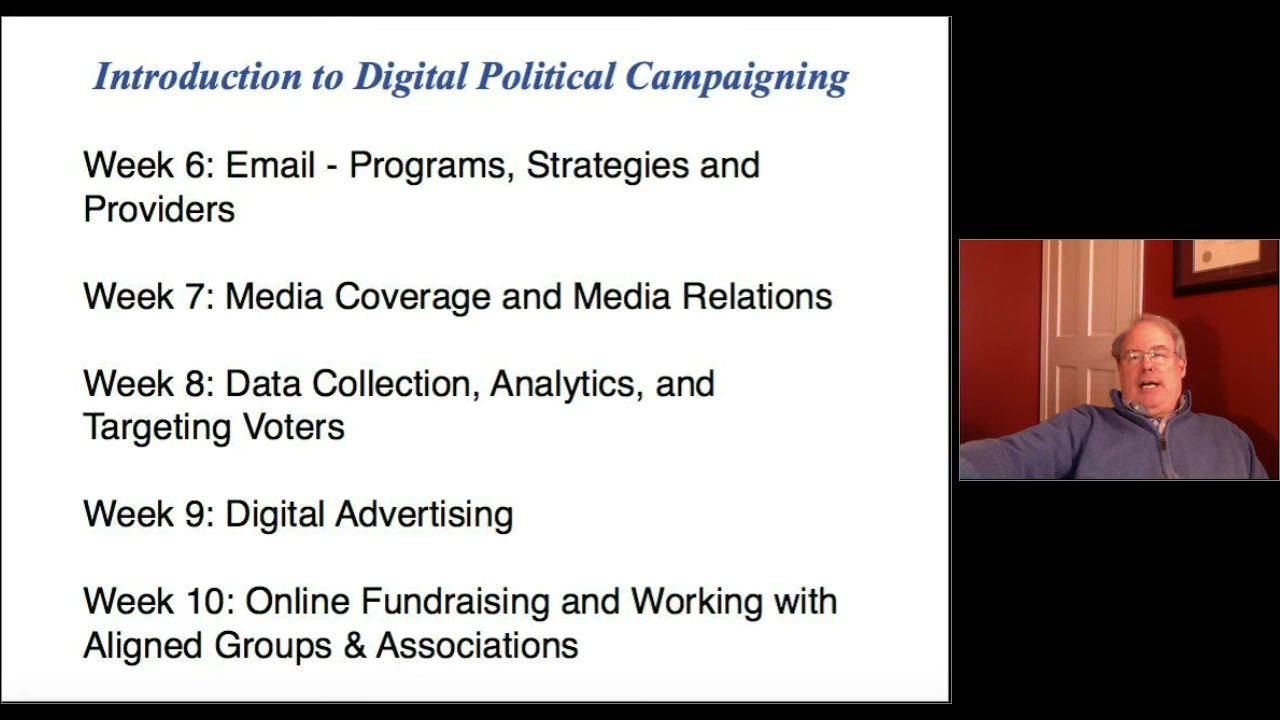 Introduction to Digital Political Campaigning
Week 6: Email - Programs, Strategies and
Providers
Week 7: Media Coverage and Media Relations
Week 8: Data Collection, Analytics, and
Targeting Voters
Week 9: Digital Advertising
Week 10: Online Fundraising and Working with
Aligned Groups & Associations